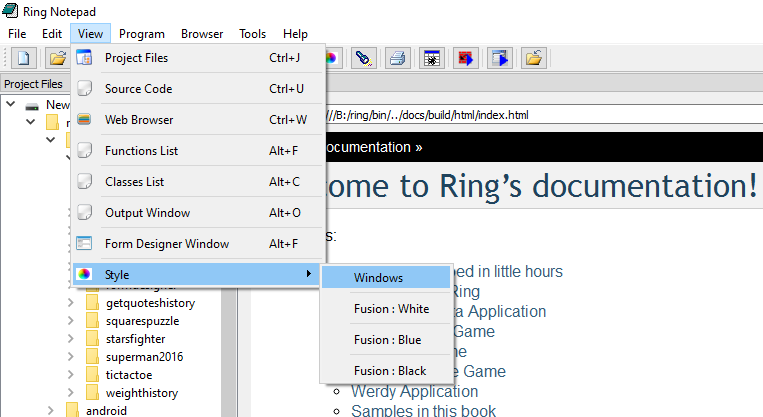 Ring Notepad
File Edit View Program Browser Tools Help
Project Files Ctrl+J
Source Code Ctrl+U
Web Browser Ctrl+W
Functions List Alt+F
Classes List Alt+C
Output Window Alt+O
Form Designer Window Alt+F
Style
Windows
Fusion : White
Fusion : Blue
Fusion : Black
Project Files
New
getquoteshistory
squarespuzzle
starsfighter
superman2016
tictactoe
weighthistory
android
///B:/ring/bin/../docs/build/html/index.html
ocumentation »
ome to Ring's documentation!
s:
ed in little hours
Ring
a Application
Game
me
e Game
Werdy Application
Samples in this book